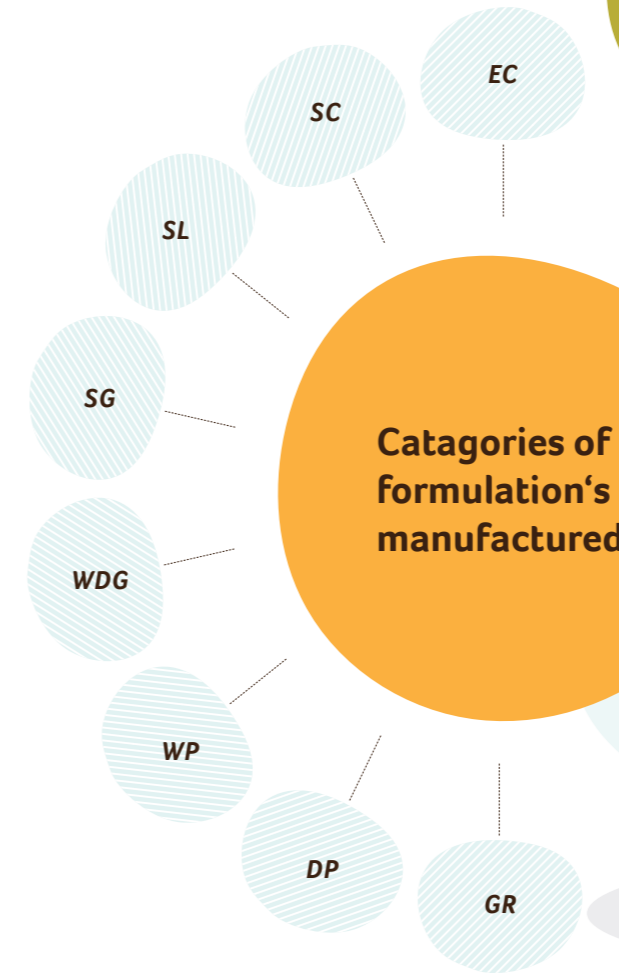 EC
SC
SL
SG
WDG
WP
DP
GR
Catagories of
formulation‘s
manufactured